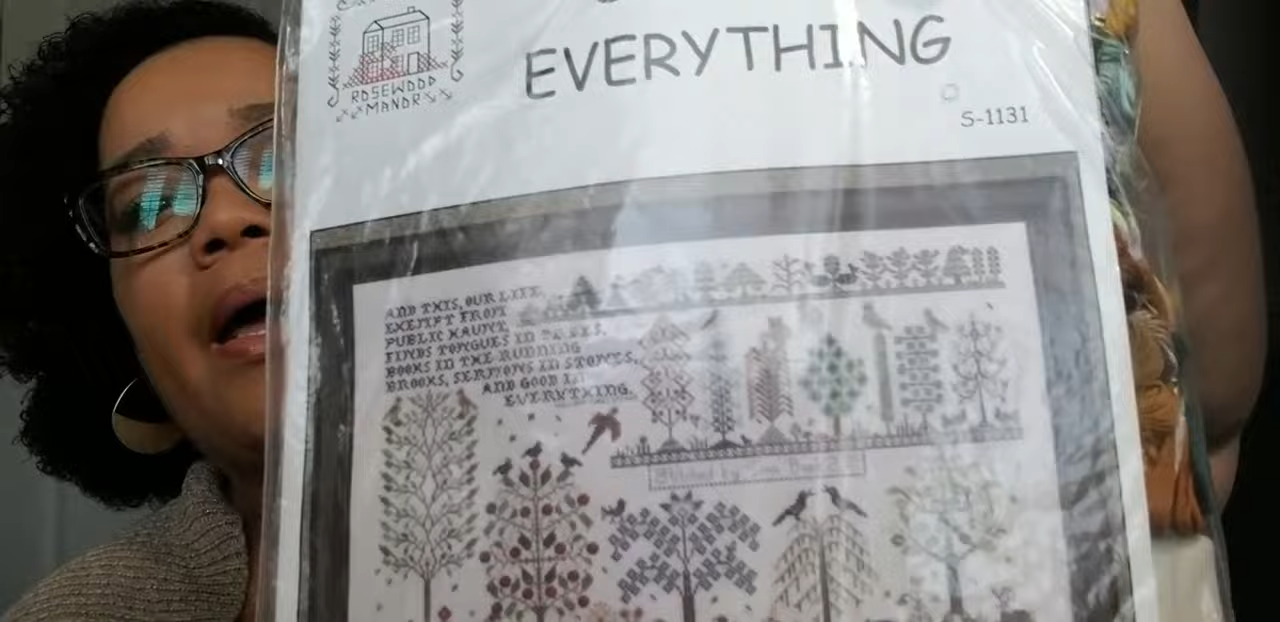 EVERYTHING
ROSEWOOD
MANOR
S-1131
AND THIS, OUR LIFE,
EXEMPT FROM
PUBLIC HAUNT,
FINDS TONGUES IN TREES,
BOOKS IN THE RUNNING
BROOKS, SERMONS IN STONES,
AND GOOD IN
EVERYTHING.